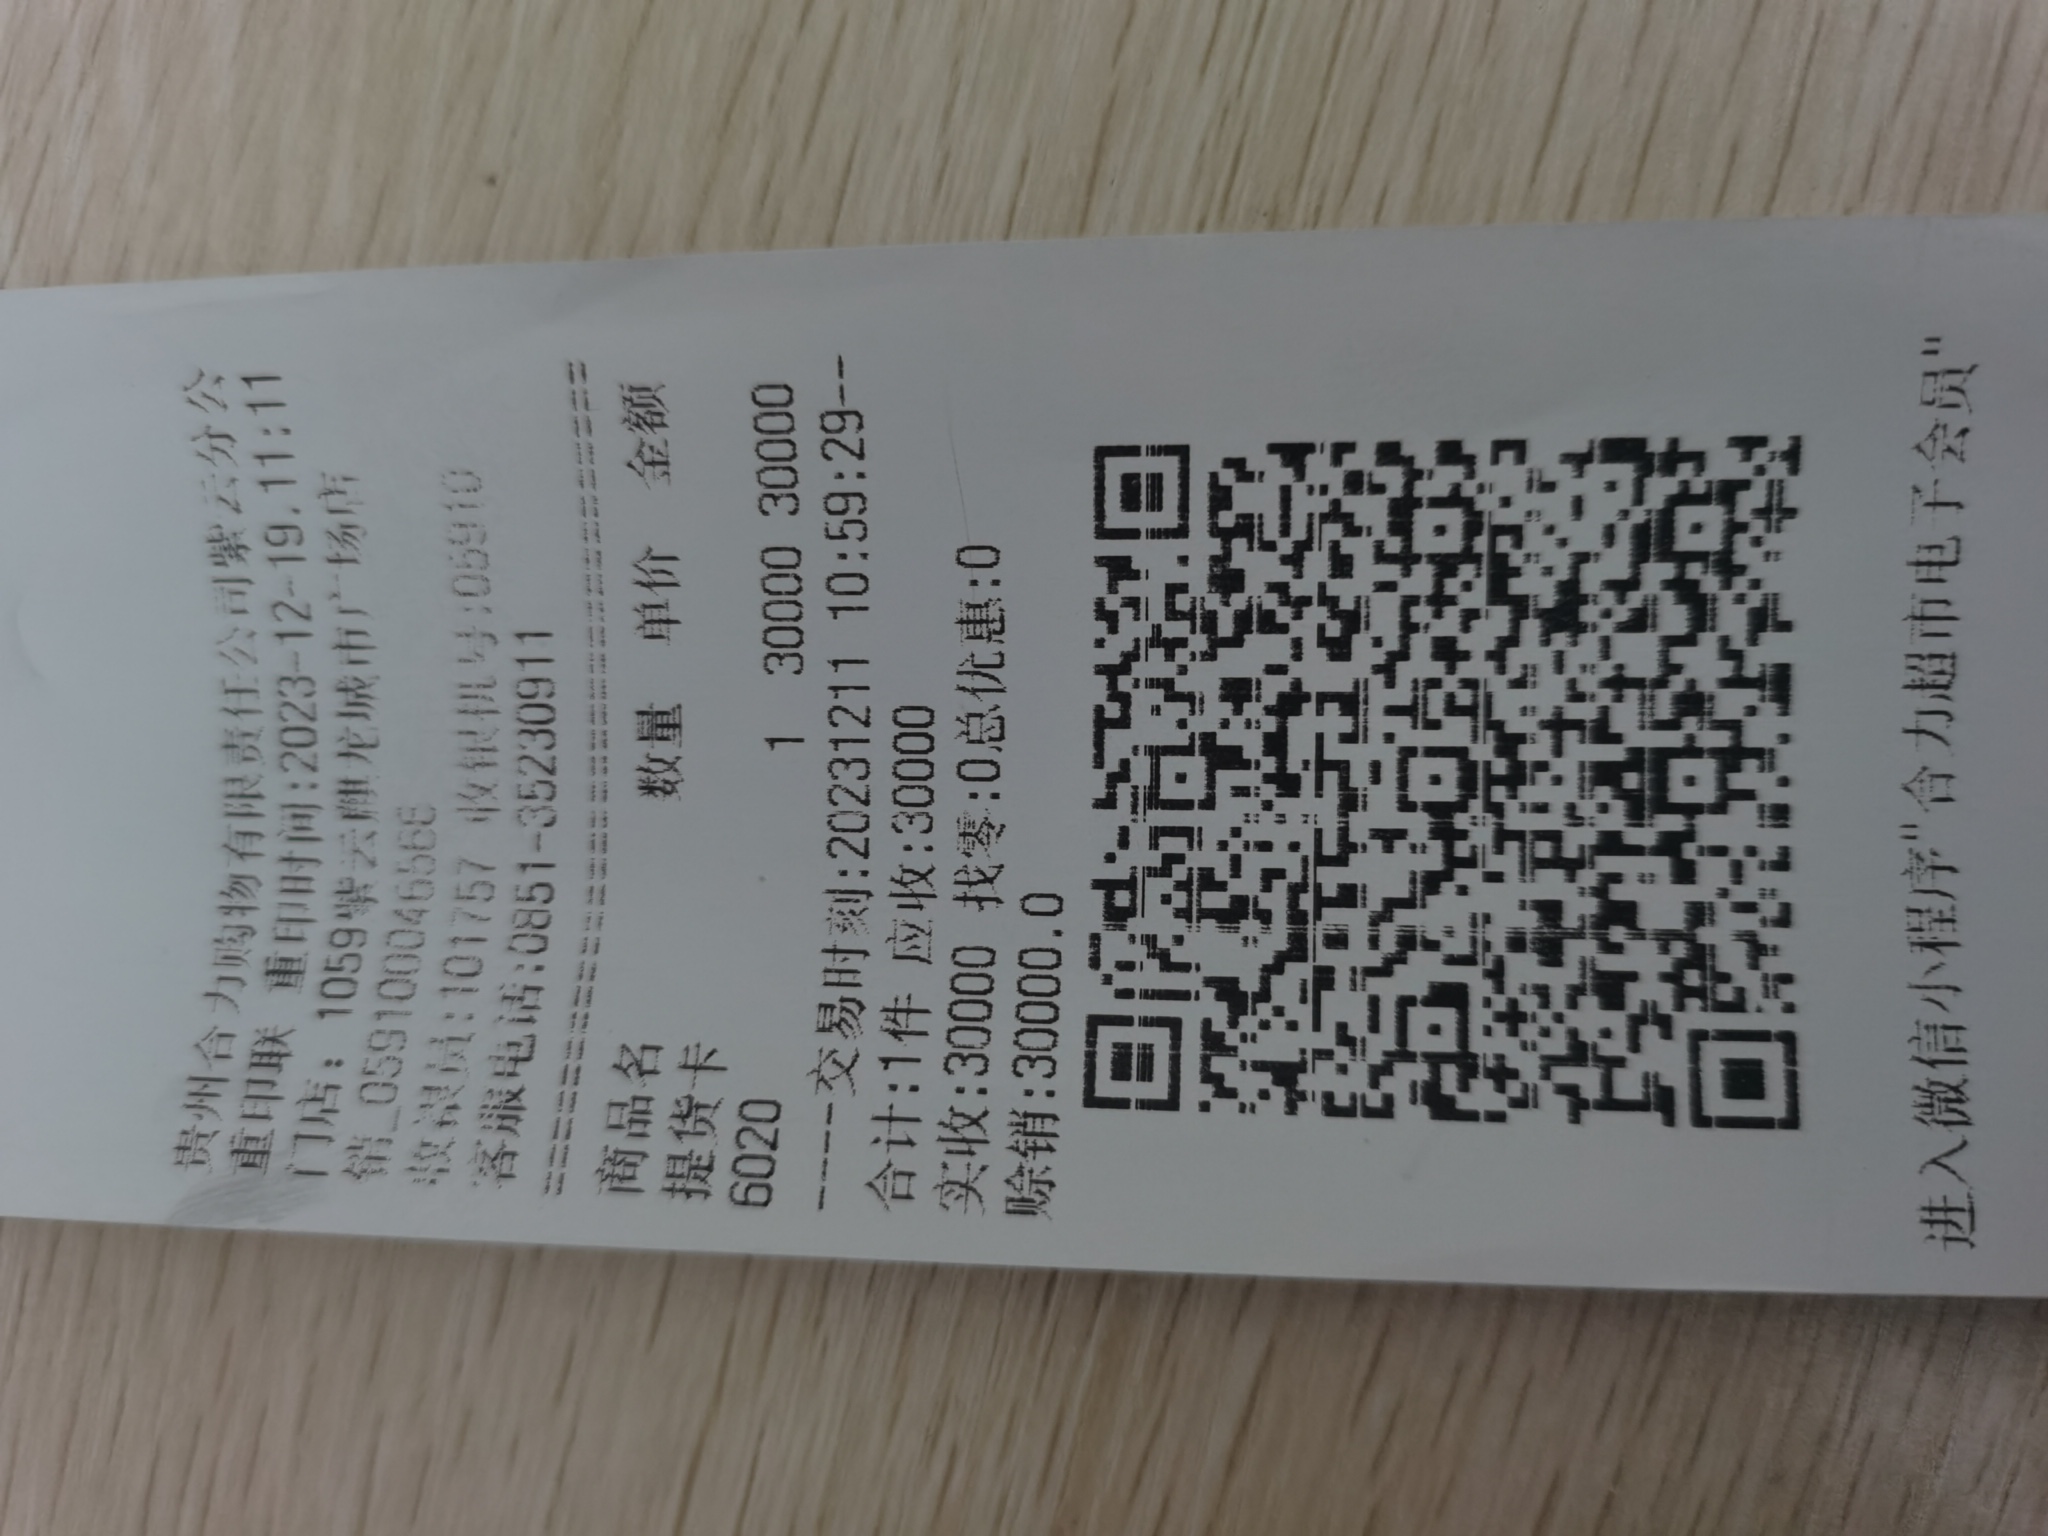 贵州合力购物有限责任公司紫云分公
重印联 重印时间:2023-12-19.11:11
门店: 1059紫云麒龙城市广场店
销_0591000465
收银员:101757 收银机号:05910
客服电话:0851-35230911
================================
商品名 数量 单价 金额
提货卡
6020 1 30000 30000
----交易时刻:20231211 10:59:29---
合计:1件 应收:30000
实收:30000 找零:0总优惠:0
赊销:30000.0
进入微信小程序"合力超市电子会员"